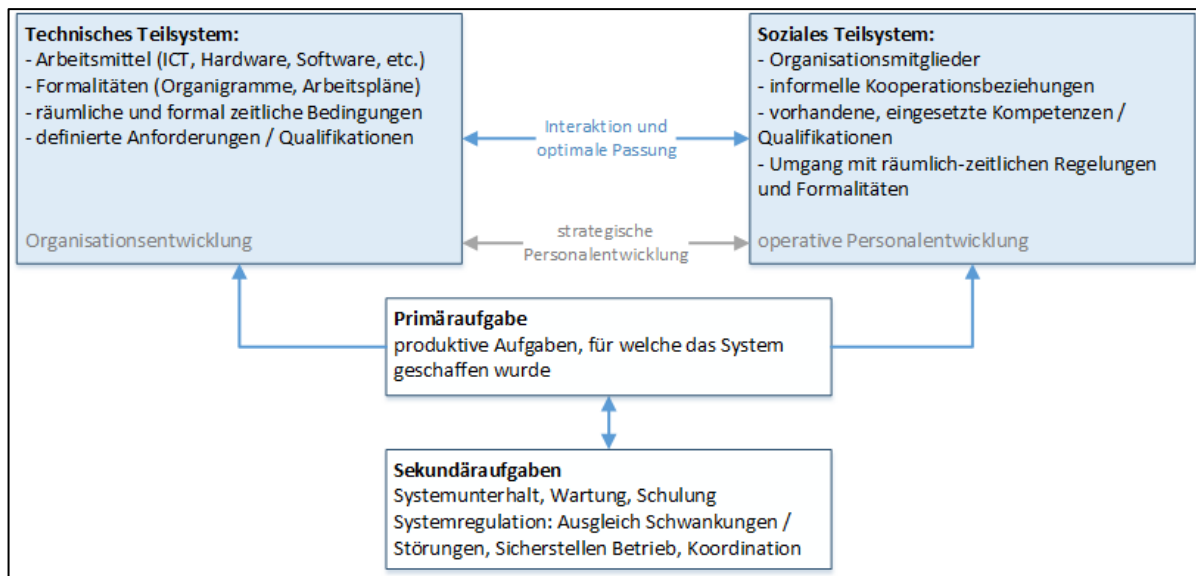 Technisches Teilsystem:
- Arbeitsmittel (ICT, Hardware, Software, etc.)
- Formalitäten (Organigramme, Arbeitspläne)
- räumliche und formal zeitliche Bedingungen
- definierte Anforderungen / Qualifikationen
Organisationsentwicklung
Interaktion und
optimale Passung
strategische
Personalentwicklung
Soziales Teilsystem:
- Organisationsmitglieder
- informelle Kooperationsbeziehungen
- vorhandene, eingesetzte Kompetenzen /
Qualifikationen
- Umgang mit räumlich-zeitlichen Regelungen
und Formalitäten
operative Personalentwicklung
Primäraufgabe
produktive Aufgaben, für welche das System
geschaffen wurde
Sekundäraufgaben
Systemunterhalt, Wartung, Schulung
Systemregulation: Ausgleich Schwankungen /
Störungen, Sicherstellen Betrieb, Koordination